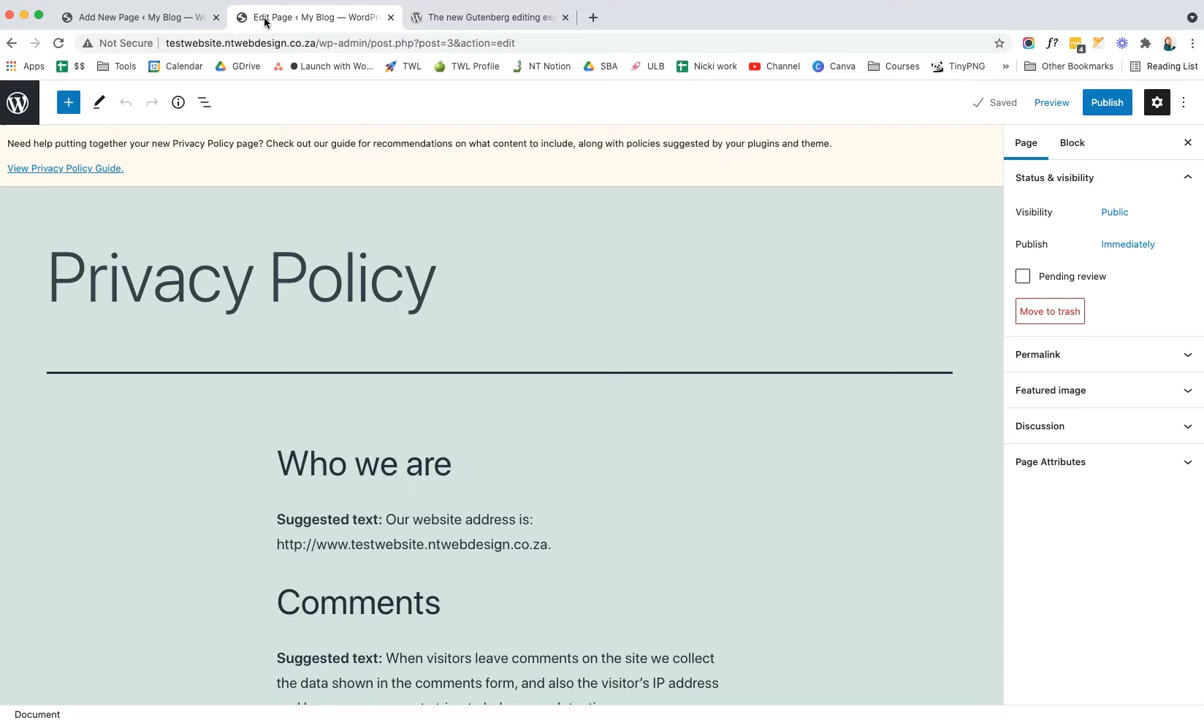 Add New Page ‹ My Blog — W
Edit Page ‹ My Blog — WordPr
The new Gutenberg editing ex
Not Secure
testwebsite.ntwebdesign.co.za/wp-admin/post.php?post=3&action=edit
f?
4
Apps
$$
Tools
12
Calendar
GDrive
Launch with Wo...
TWL
TWL Profile
NT Notion
SBA
ULB
Nicki work
Channel
Canva
Courses
TinyPNG
»
Other Bookmarks
Reading List
Saved
Preview
Publish
Need help putting together your new Privacy Policy page? Check out our guide for recommendations on what content to include, along with policies suggested by your plugins and theme.
View Privacy Policy Guide.
Page
Block
Status & visibility
Visibility
Public
Publish
Immediately
Pending review
Move to trash
Permalink
Featured image
Discussion
Page Attributes
Privacy Policy
Who we are
Suggested text: Our website address is:
http://www.testwebsite.ntwebdesign.co.za.
Comments
Suggested text: When visitors leave comments on the site we collect
the data shown in the comments form, and also the visitor's IP address
Document